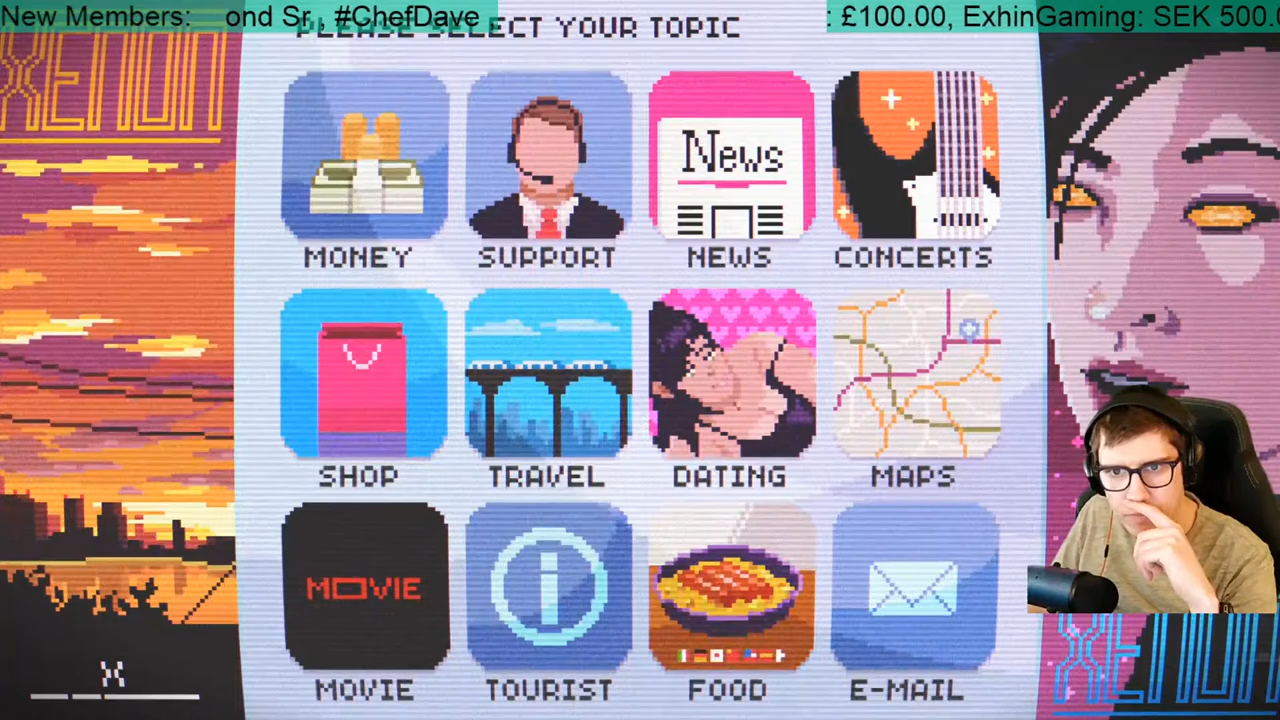 New Members: ond Sr, #ChefDave : £100.00, ExhinGaming: SEK 500.0
PLEASE SELECT YOUR TOPIC
XENON
News
MONEY SUPPORT NEWS CONCERTS
SHOP TRAVEL DATING MAPS
MOVIE
MOVIE TOURIST FOOD E-MAIL
X
XENON